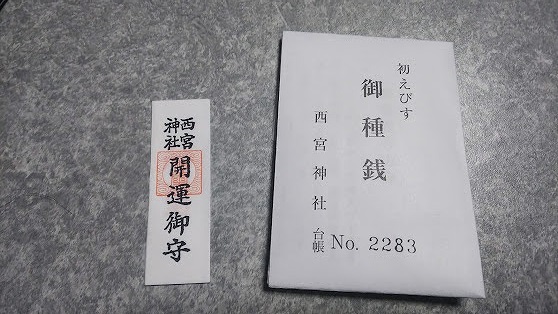 初えびす
御種銭
西宮神社
台帳 No. 2283
西宮神社
開運御守